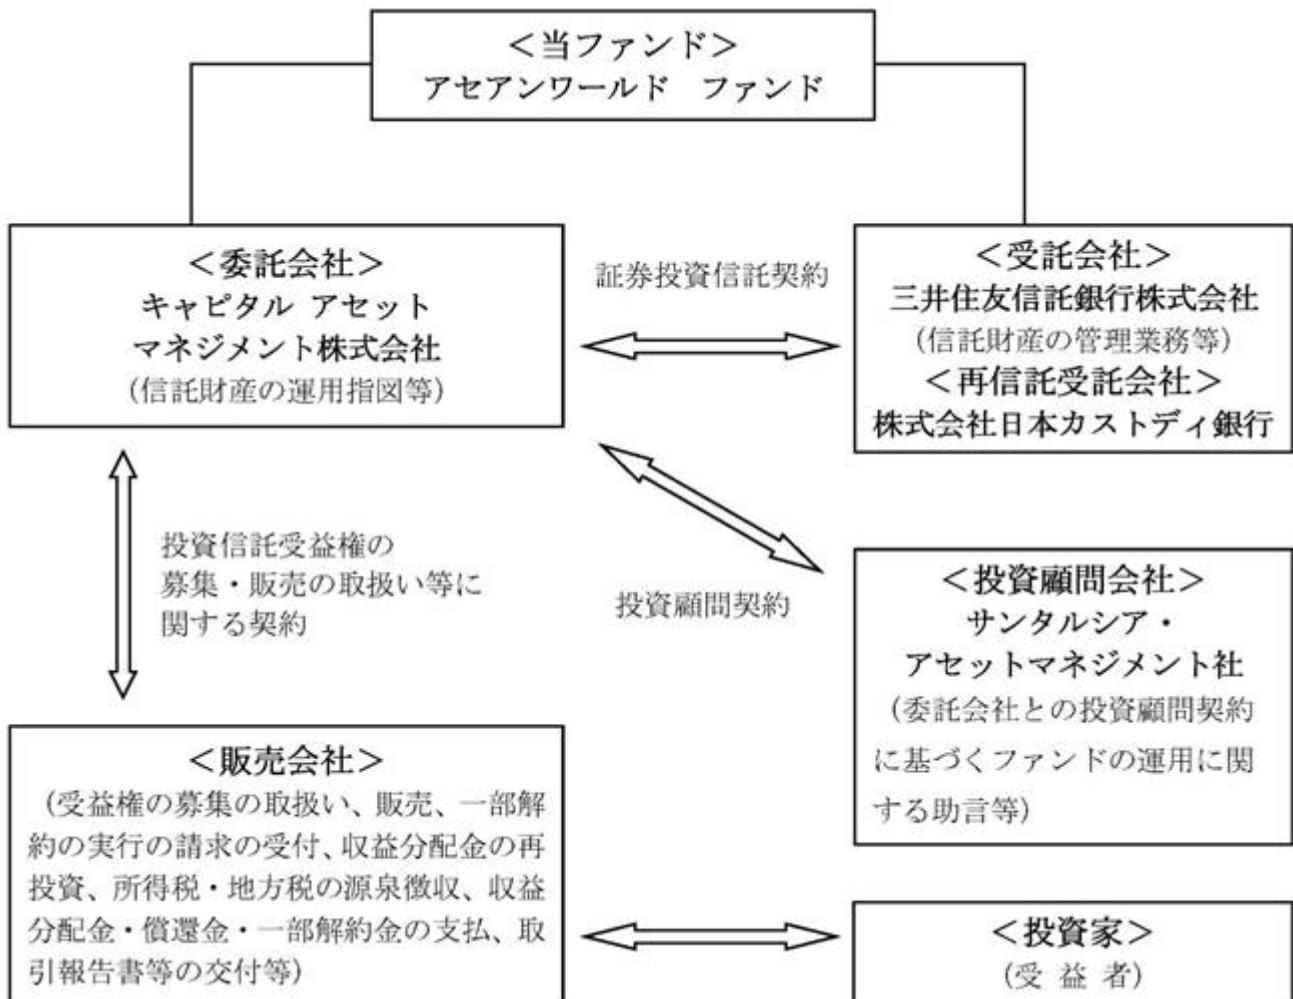 ＜当ファンド＞
アセアンワールド　ファンド
＜委託会社＞
キャピタル アセット
マネジメント株式会社
（信託財産の運用指図等）
証券投資信託契約
＜受託会社＞
三井住友信託銀行株式会社
（信託財産の管理業務等）
＜再信託受託会社＞
株式会社日本カストディ銀行
投資信託受益権の
募集・販売の取扱い等に
関する契約
投資顧問契約
＜投資顧問会社＞
サンタルシア・
アセットマネジメント社
（委託会社との投資顧問契約
に基づくファンドの運用に関
する助言等）
＜販売会社＞
（受益権の募集の取扱い、販売、一部解
約の実行の請求の受付、収益分配金の再
投資、所得税・地方税の源泉徴収、収益
分配金・償還金・一部解約金の支払、取
引報告書等の交付等）
＜投資家＞
（受 益 者）